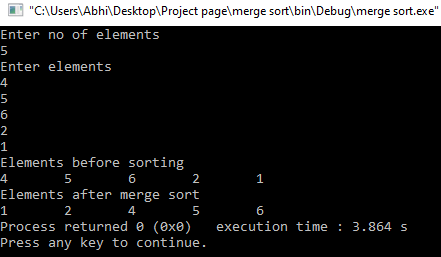 "C:\Users\Abhi\Desktop\Project page\merge sort\bin\Debug\merge sort.exe"
Enter no of elements
5
Enter elements
4
5
6
2
1
Elements before sorting
4 5 6 2 1
Elements after merge sort
1 2 4 5 6
Process returned 0 (0x0) execution time : 3.864 s
Press any key to continue.